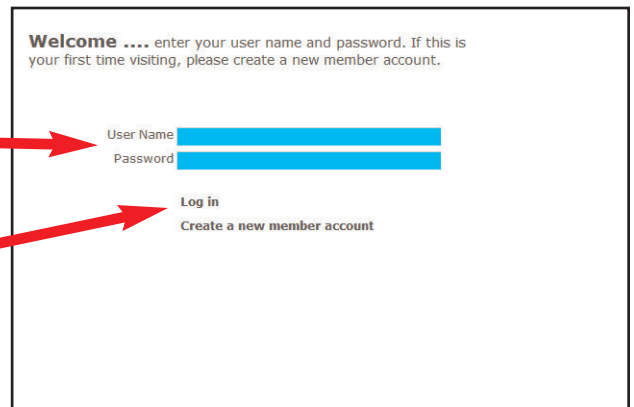 Welcome .... enter your user name and password. If this is
your first time visiting, please create a new member account.
User Name
Password
Log in
Create a new member account